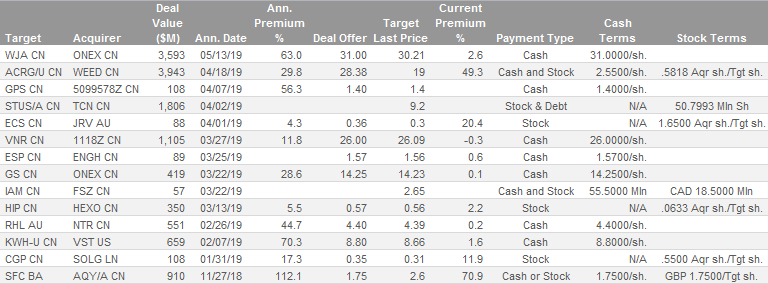 Deal Ann. Target Current
Value Premium Premium Cash
Target Acquirer ($M) Ann. Date % Deal Offer Last Price % Payment Type Terms Stock Terms
WJA CN ONEX CN 3,593 05/13/19 63.0 31.00 30.21 2.6 Cash 31.0000/sh.
ACRG/U CN WEED CN 3,943 04/18/19 29.8 28.38 19 49.3 Cash and Stock 2.5500/sh. .5818 Aqr sh./Tgt sh.
GPS CN 5099578Z CN 108 04/07/19 56.3 1.40 1.4 Cash 1.4000/sh.
STUS/A CN TCN CN 1,806 04/02/19 9.2 Stock & Debt N/A 50.7993 Mln Sh
ECS CN JRV AU 88 04/01/19 4.3 0.36 0.3 20.4 Stock N/A 1.6500 Aqr sh./Tgt sh.
VNR CN 1118Z CN 1,105 03/27/19 11.8 26.00 26.09 -0.3 Cash 26.0000/sh.
ESP CN ENGH CN 89 03/25/19 1.57 1.56 0.6 Cash 1.5700/sh.
GS CN ONEX CN 419 03/22/19 28.6 14.25 14.23 0.1 Cash 14.2500/sh.
IAM CN FSZ CN 57 03/22/19 2.65 Cash and Stock 55.5000 Mln CAD 18.5000 Mln
HIP CN HEXO CN 350 03/13/19 5.5 0.57 0.56 2.2 Stock N/A .0633 Aqr sh./Tgt sh.
RHL AU NTR CN 551 02/26/19 44.7 4.40 4.39 0.2 Cash 4.4000/sh.
KWH-U CN VST US 659 02/07/19 70.3 8.80 8.66 1.6 Cash 8.8000/sh.
CGP CN SOLG LN 108 01/31/19 17.3 0.35 0.31 11.9 Stock N/A .5500 Aqr sh./Tgt sh.
SFC BA AQY/A CN 910 11/27/18 112.1 1.75 2.6 70.9 Cash or Stock 1.7500/sh. GBP 1.7500/Tgt sh.